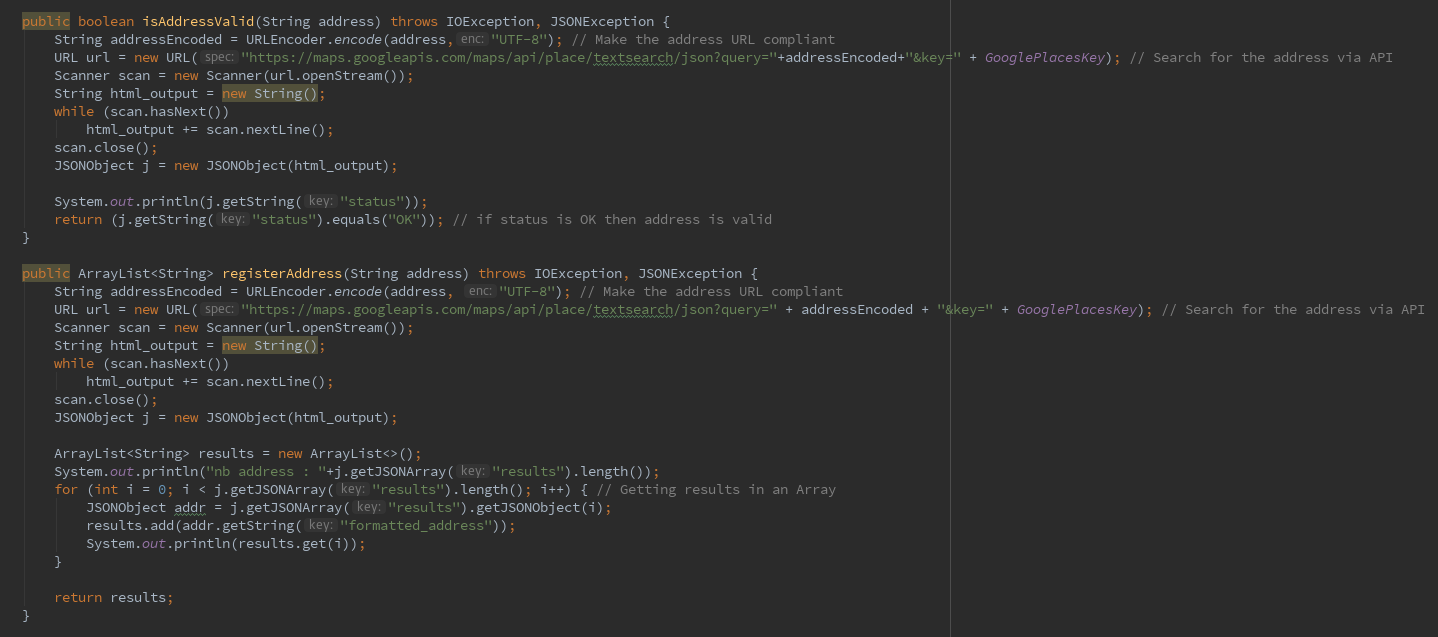 public boolean isAddressValid(String address) throws IOException, JSONException {
    String addressEncoded = URLEncoder.encode(address, enc: "UTF-8"); // Make the address URL compliant
    URL url = new URL( spec: "https://maps.googleapis.com/maps/api/place/textsearch/json?query="+addressEncoded+"&key=" + GooglePlacesKey); // Search for the address via API
    Scanner scan = new Scanner(url.openStream());
    String html_output = new String();
    while (scan.hasNext())
        html_output += scan.nextLine();
    scan.close();
    JSONObject j = new JSONObject(html_output);

    System.out.println(j.getString( key: "status"));
    return (j.getString( key: "status").equals("OK")); // if status is OK then address is valid
}

public ArrayList<String> registerAddress(String address) throws IOException, JSONException {
    String addressEncoded = URLEncoder.encode(address, enc: "UTF-8"); // Make the address URL compliant
    URL url = new URL( spec: "https://maps.googleapis.com/maps/api/place/textsearch/json?query=" + addressEncoded + "&key=" + GooglePlacesKey); // Search for the address via API
    Scanner scan = new Scanner(url.openStream());
    String html_output = new String();
    while (scan.hasNext())
        html_output += scan.nextLine();
    scan.close();
    JSONObject j = new JSONObject(html_output);

    ArrayList<String> results = new ArrayList<>();
    System.out.println("nb address : "+j.getJSONArray( key: "results").length());
    for (int i = 0; i < j.getJSONArray( key: "results").length(); i++) { // Getting results in an Array
        JSONObject addr = j.getJSONArray( key: "results").getJSONObject(i);
        results.add(addr.getString( key: "formatted_address"));
        System.out.println(results.get(i));
    }

    return results;
}